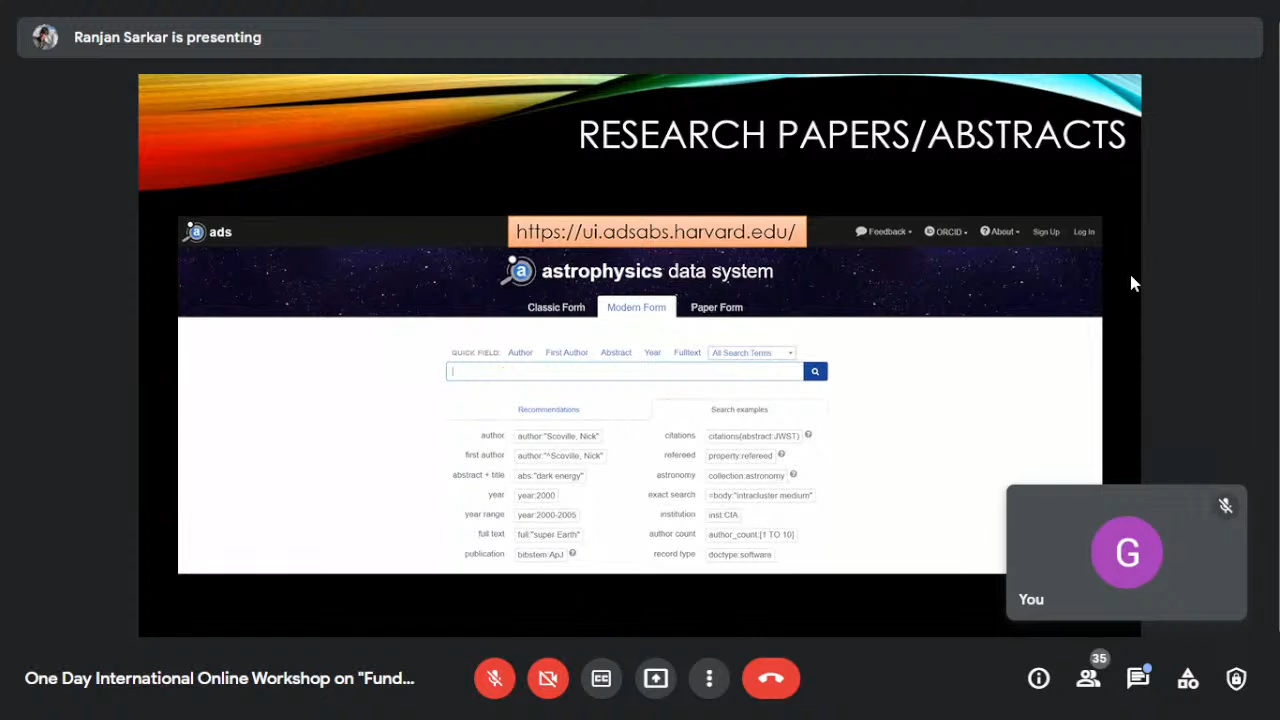 Ranjan Sarkar is presenting
RESEARCH PAPERS/ABSTRACTS
a ads
https://ui.adsabs.harvard.edu/
Feedback
ORCID
About
Sign Up
Log In
a astrophysics data system
Classic Form
Modern Form
Paper Form
QUICK FIELD: Author First Author Abstract Year Fulltext All Search Terms
Recommendations
Search examples
author author:"Scoville, Nick"
first author author:"^Scoville, Nick"
abstract + title abs:"dark energy"
year year:2000
year range year:2000-2005
full text full:"super Earth"
publication bibstem:ApJ
citations citations(abstract:JWST)
refereed property:refereed
astronomy collection:astronomy
exact search =body:"intracluster medium"
institution inst:CIA
author count author_count:[1 TO 10]
record type doctype:software
G
You
One Day International Online Workshop on "Fund...
CC
35